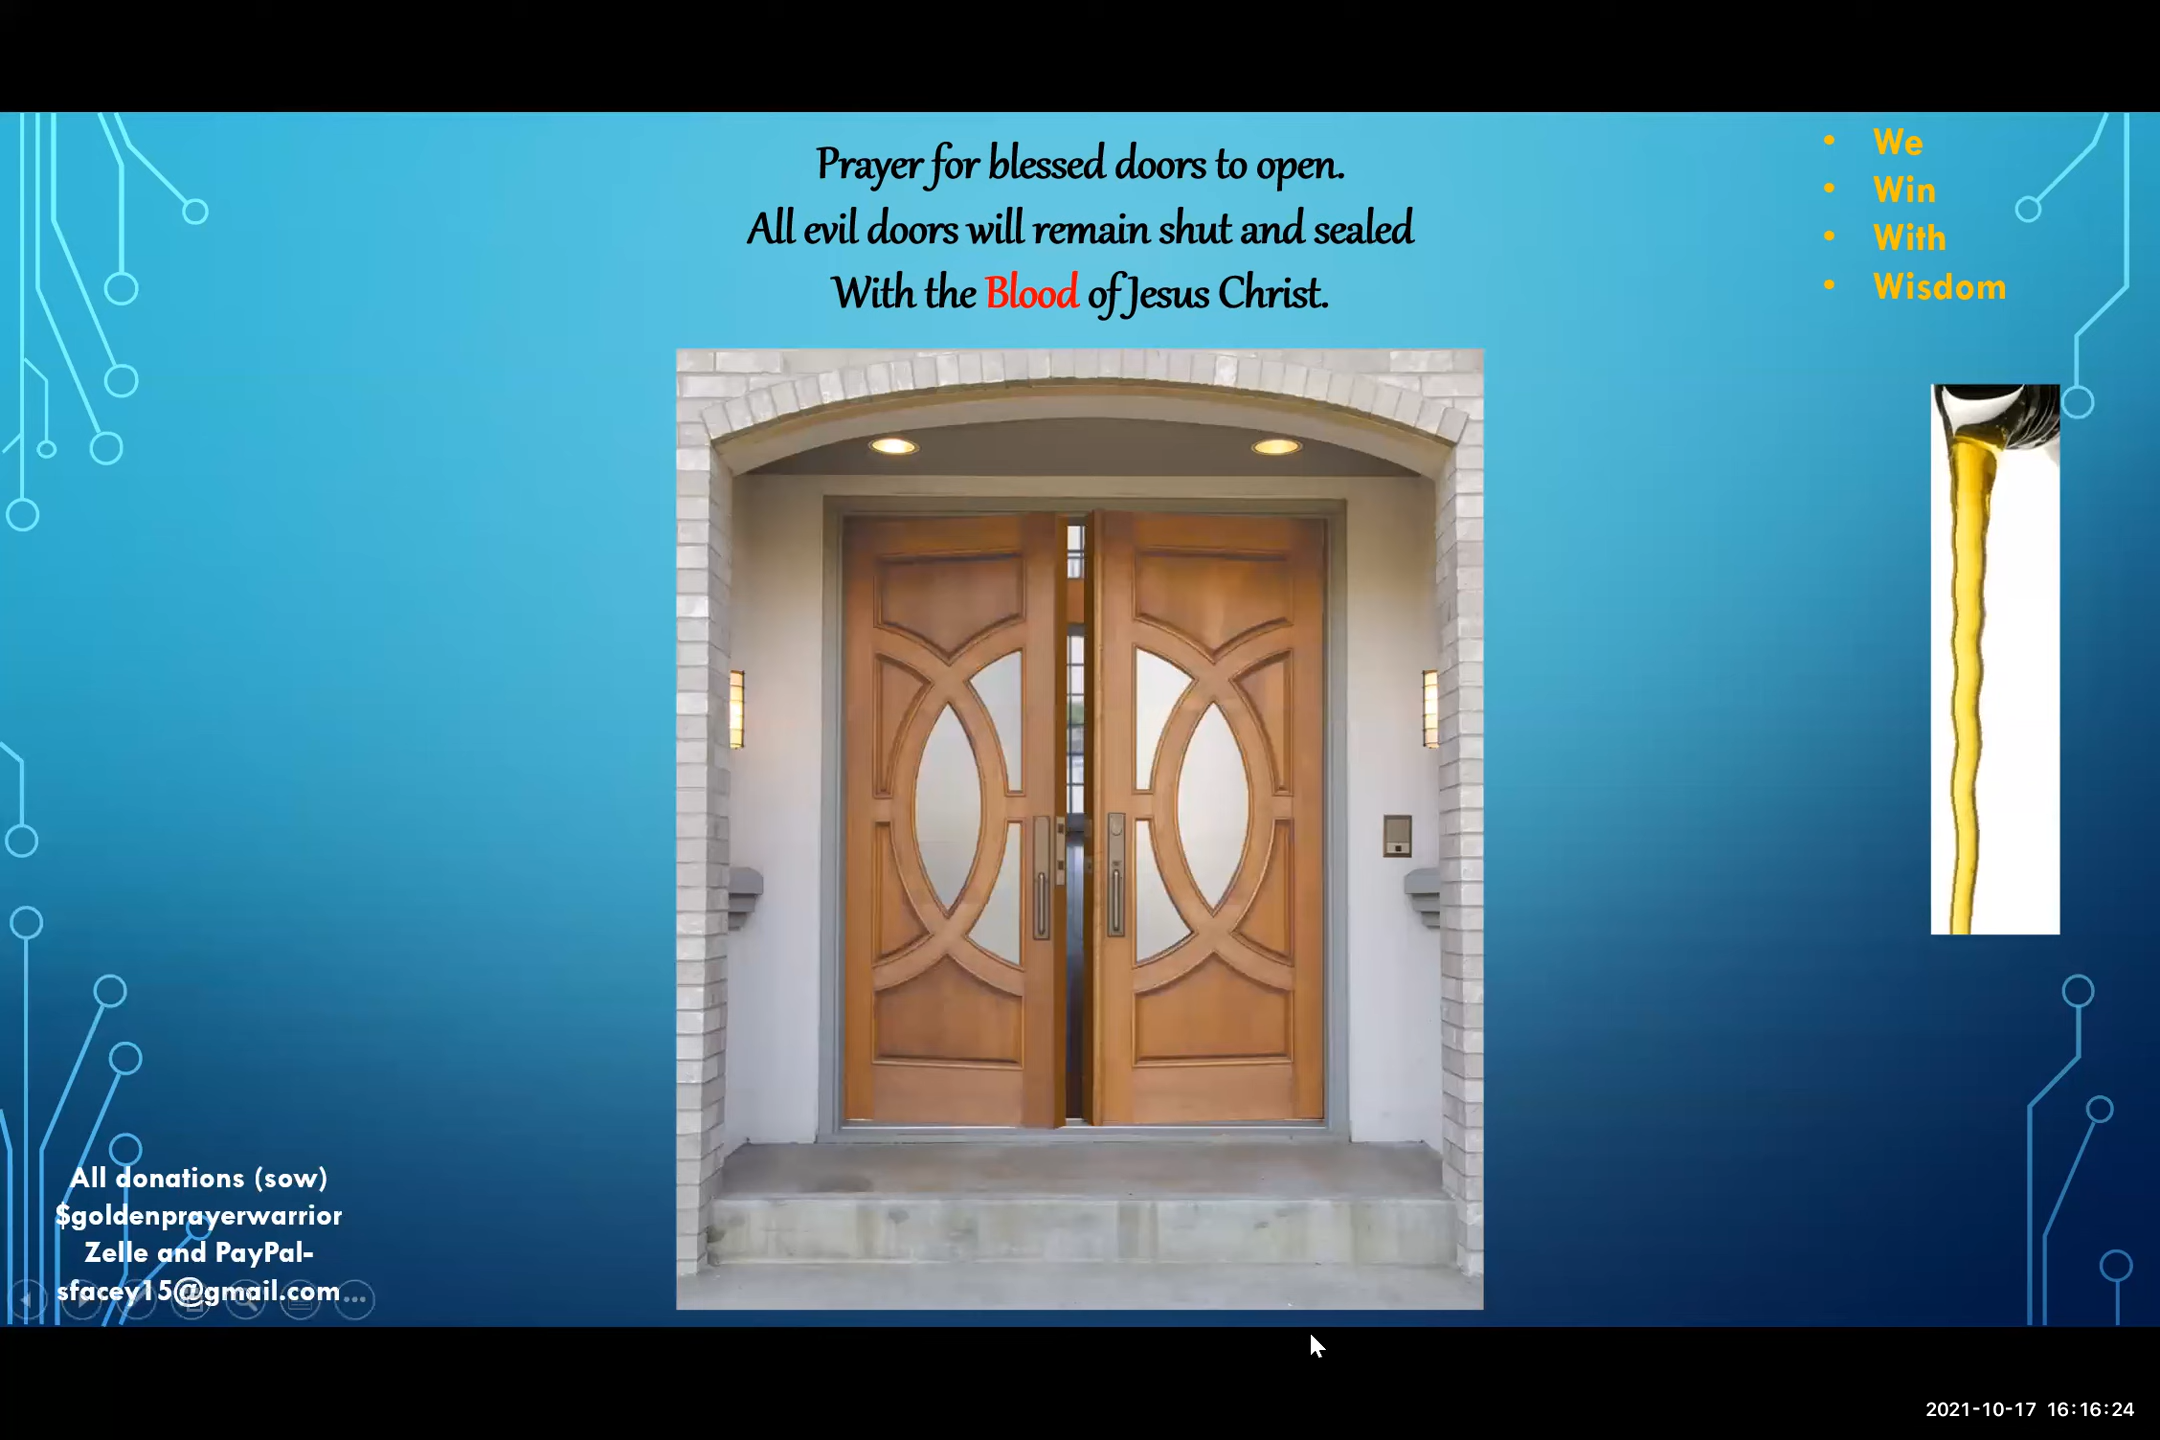 Prayer for blessed doors to open.
All evil doors will remain shut and sealed
With the Blood of Jesus Christ.
• We
• Win
• With
• Wisdom
All donations (sow)
$goldenprayerwarrior
Zelle and PayPal-
sfacey15@gmail.com
2021-10-17 16:16:24